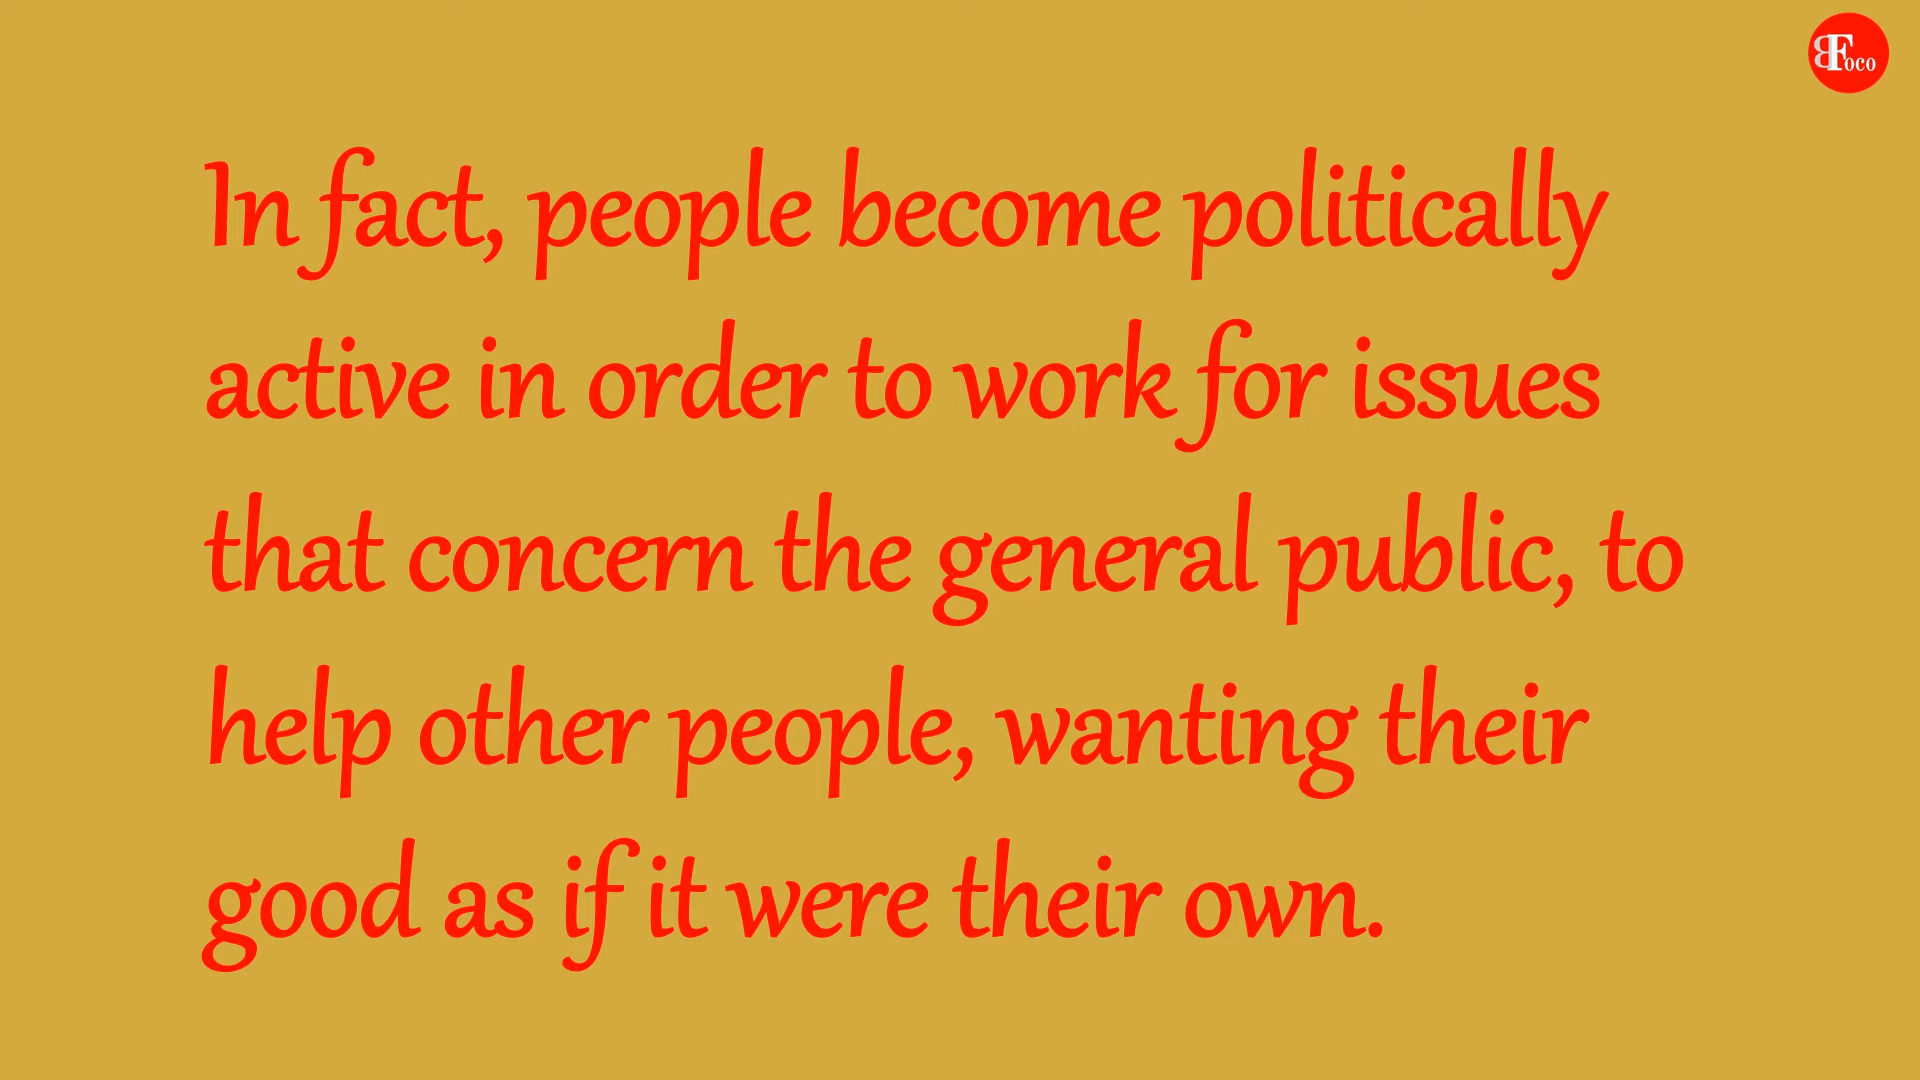 BFoco
In fact, people become politically
active in order to work for issues
that concern the general public, to
help other people, wanting their
good as if it were their own.